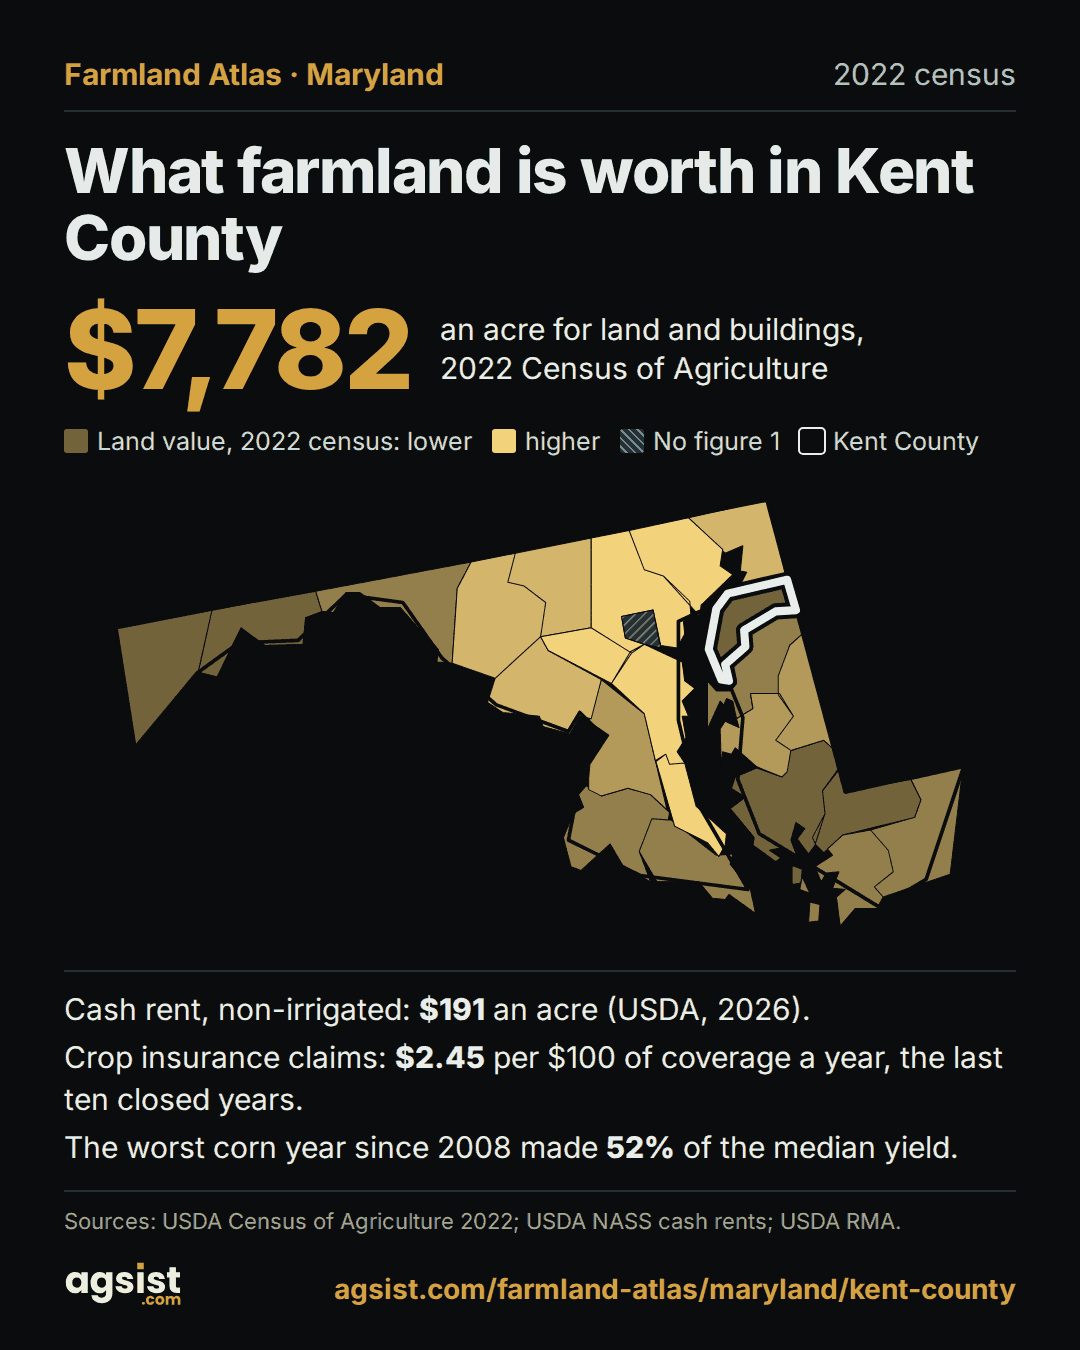 Farmland Atlas · Maryland
2022 census
What farmland is worth in Kent
County
$7,782
an acre for land and buildings,
2022 Census of Agriculture
Land value, 2022 census: lower
higher
No figure 1
Kent County
Cash rent, non-irrigated: $191 an acre (USDA, 2026).
Crop insurance claims: $2.45 per $100 of coverage a year, the last
ten closed years.
The worst corn year since 2008 made 52% of the median yield.
Sources: USDA Census of Agriculture 2022; USDA NASS cash rents; USDA RMA.
agsist
.com
agsist.com/farmland-atlas/maryland/kent-county